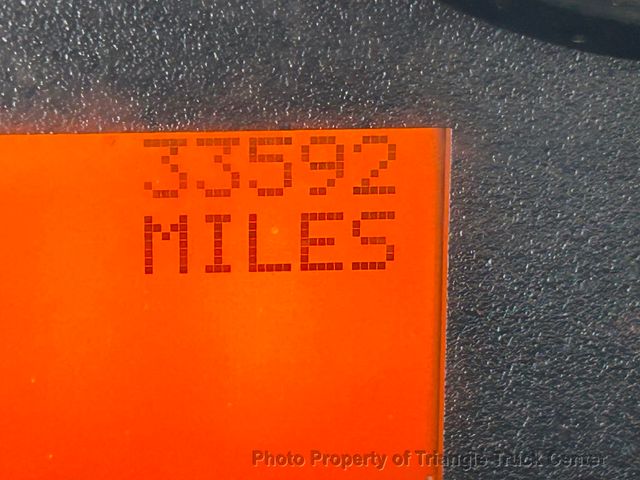 33592
MILES
Photo Property of Triangle Truck Center